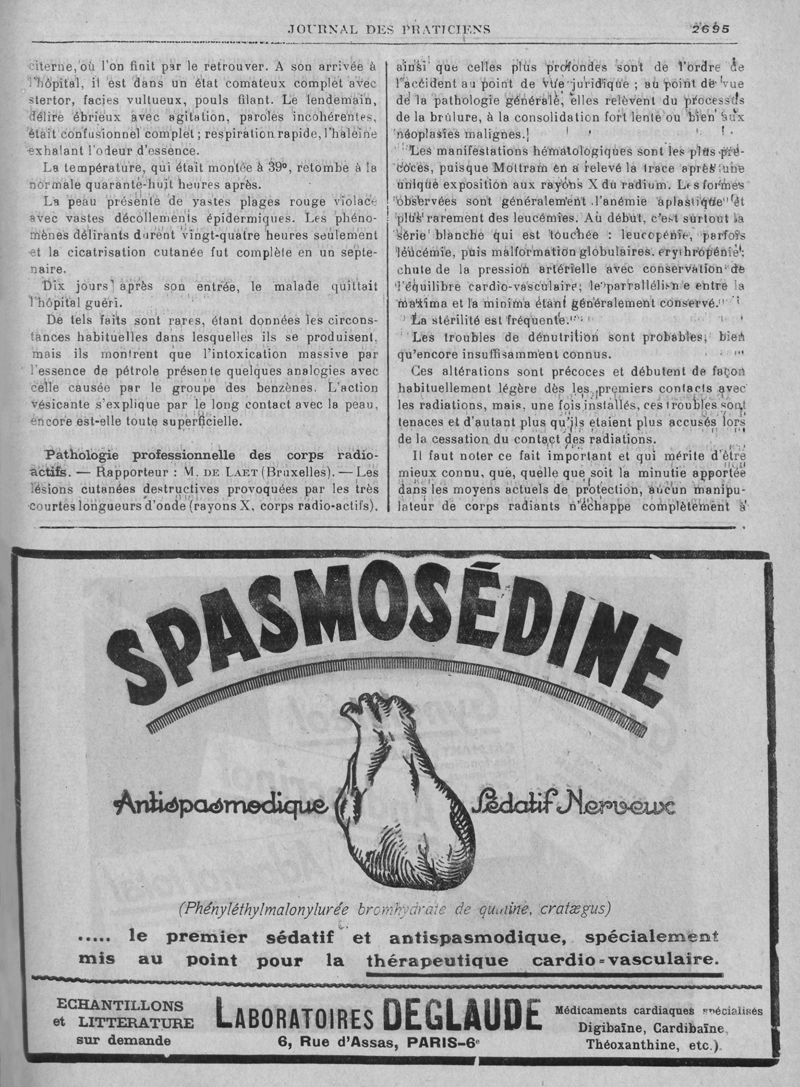 JOURNAL DES PRATICIENS 2695
citerne, où l'on finit par le retrouver. A son arrivée à
l'hôpital, il est dans un état comateux complet avec
stertor, facies vultueux, pouls filant. Le lendemain,
délire ébrieux avec agitation, paroles incohérentes,
était confusionnel complet ; respiration rapide, l'haleine
exhalant l'odeur d'essence.
La température, qui était montée à 39°, retombe à la
normale quarante-huit heures après.
La peau présente de vastes plages rouge violacé
avec vastes décollements épidermiques. Les phéno-
mènes délirants durent vingt-quatre heures seulement
et la cicatrisation cutanée fut complète en un septe-
naire.
Dix jours après son entrée, le malade quittait
l'hôpital guéri.
De tels faits sont rares, étant données les circons-
tances habituelles dans lesquelles ils se produisent,
mais ils montrent que l'intoxication massive par
l'essence de pétrole présente quelques analogies avec
celle causée par le groupe des benzènes. L'action
vésicante s'explique par le long contact avec la peau,
encore est-elle toute superficielle.
Pathologie professionnelle des corps radio-
actifs. — Rapporteur : M. DE LAET (Bruxelles). — Les
lésions cutanées destructives provoquées par les très
courtes longueurs d'onde (rayons X, corps radio-actifs),
ainsi que celles plus profondes sont de l'ordre de
l'accident au point de vue juridique ; au point de vue
de la pathologie générale, elles relèvent du processus
de la brûlure, à la consolidation fort lente ou bien aux
néoplasies malignes.
Les manifestations hématologiques sont les plus pré-
coces, puisque Mottram en a relevé la trace après une
unique exposition aux rayons X du radium. Les formes
observées sont généralement l'anémie aplastique et
plus rarement des leucémies. Au début, c'est surtout la
série blanche qui est touchée : leucopénie, parfois
leucémie, puis malformation globulaires, erythropénie ;
chute de la pression artérielle avec conservation de
l'équilibre cardio-vasculaire; le parrallélisme entre la
maxima et la minima étant généralement conservé.
La stérilité est fréquente.
Les troubles de dénutrition sont probables, bien
qu'encore insuffisamment connus.
Ces altérations sont précoces et débutent de façon
habituellement légère dès les premiers contacts avec
les radiations, mais, une fois installés, ces troubles sont
tenaces et d'autant plus qu'ils etaient plus accusés lors
de la cessation du contact des radiations.
Il faut noter ce fait important et qui mérite d'être
mieux connu, que, quelle que soit la minutie apportée
dans les moyens actuels de protection, aucun manipu-
lateur de corps radiants n'échappe complètement à
SPASMOSÉDINE
Antispasmodique Sédatif Nerveux
(Phényléthylmalonylurée bromhydrate de quinine, cratægus)
..... le premier sédatif et antispasmodique, spécialement
mis au point pour la thérapeutique cardio-vasculaire.
ECHANTILLONS
et LITTERATURE
sur demande
LABORATOIRES DEGLAUDE
6, Rue d'Assas, PARIS-6e
Médicaments cardiaques spécialisés
Digibaïne, Cardibaïne,
Théoxanthine, etc.).